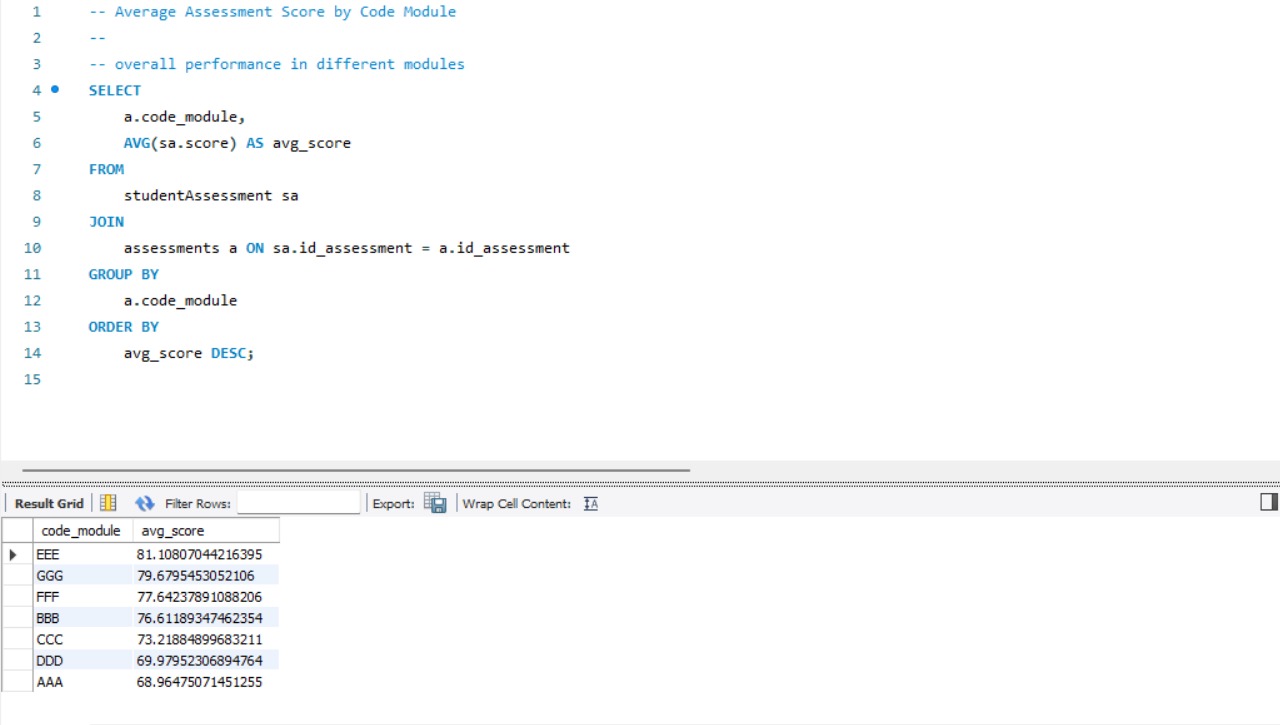 1 -- Average Assessment Score by Code Module
2 --
3 -- overall performance in different modules
4 SELECT
5 a.code_module,
6 AVG(sa.score) AS avg_score
7 FROM
8 studentAssessment sa
9 JOIN
10 assessments a ON sa.id_assessment = a.id_assessment
11 GROUP BY
12 a.code_module
13 ORDER BY
14 avg_score DESC;
15
Result Grid Filter Rows: Export: Wrap Cell Content: IA
code_module avg_score
EEE 81.10807044216395
GGG 79.6795453052106
FFF 77.64237891088206
BBB 76.61189347462354
CCC 73.21884899683211
DDD 69.97952306894764
AAA 68.96475071451255